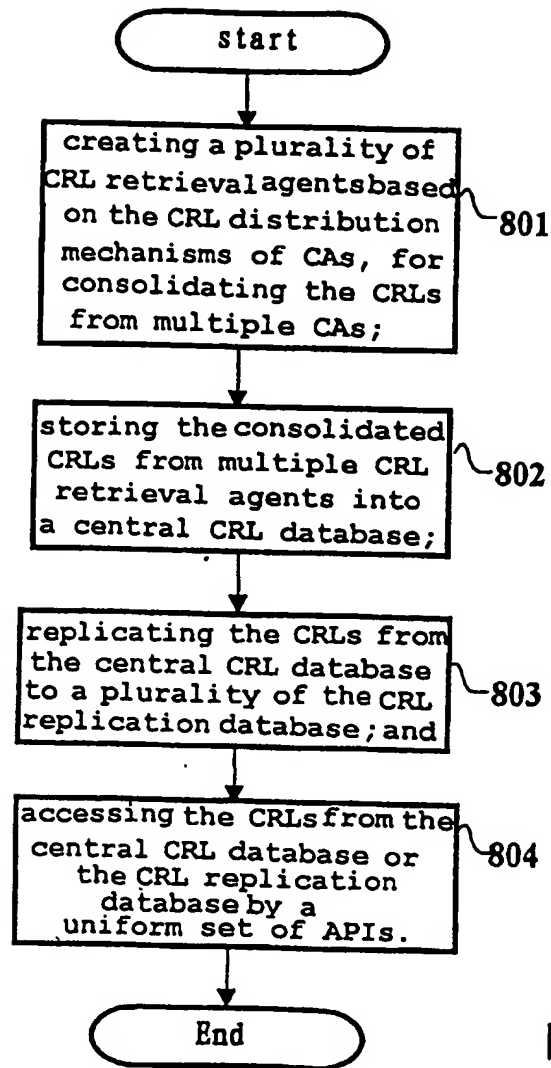 start
creating a plurality of
CRL retrieval agents based
on the CRL distribution
mechanisms of CAs, for
consolidating the CRLs
from multiple CAs;
801
storing the consolidated
CRLs from multiple CRL
retrieval agents into
a central CRL database;
802
replicating the CRLs from
the central CRL database
to a plurality of the CRL
replication database; and
803
accessing the CRLs from the
central CRL database or
the CRL replication
database by a
uniform set of APIs.
804
End